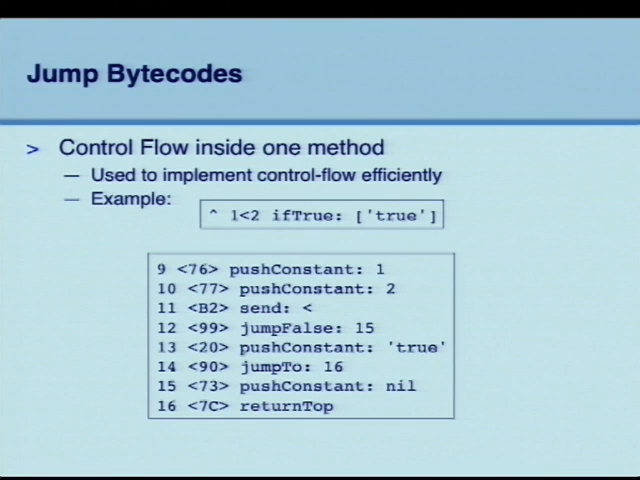 Jump Bytecodes
> Control Flow inside one method
— Used to implement control-flow efficiently
— Example:
^ 1<2 ifTrue: ['true']
9 <76> pushConstant: 1
10 <77> pushConstant: 2
11 <B2> send: <
12 <99> jumpFalse: 15
13 <20> pushConstant: 'true'
14 <90> jumpTo: 16
15 <73> pushConstant: nil
16 <7C> returnTop